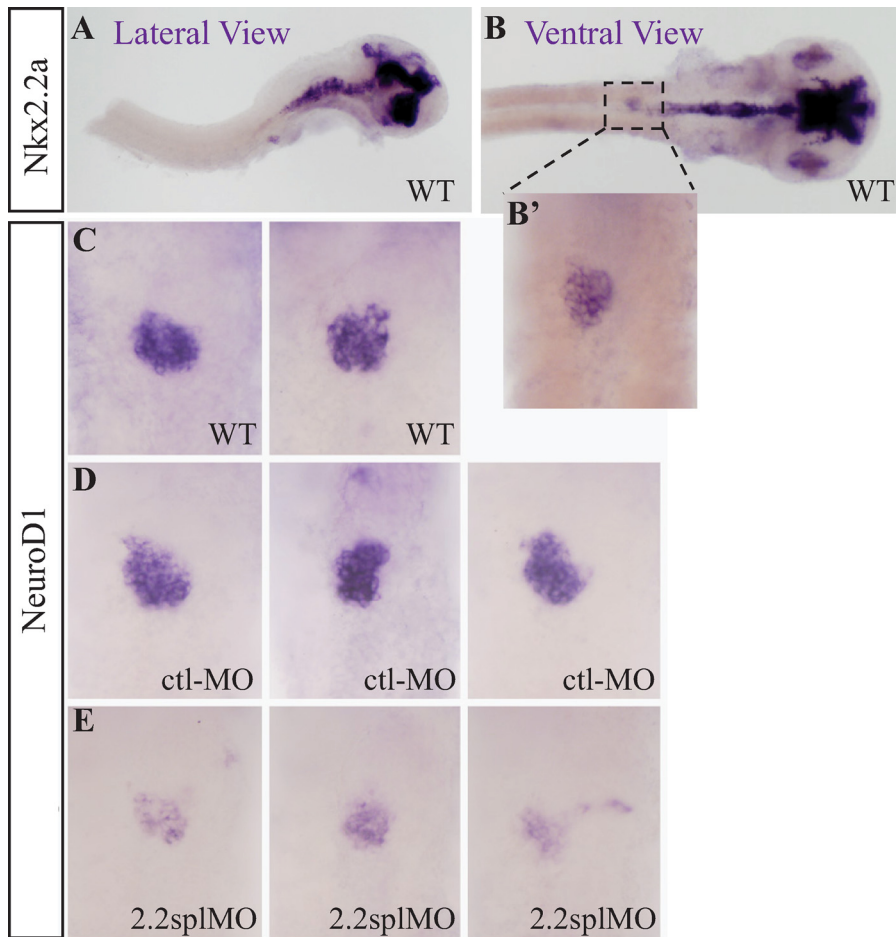 Nkx2.2a
A Lateral View
WT
B Ventral View
WT
B’
NeuroD1
C
WT
WT
D
ctl-MO
ctl-MO
ctl-MO
E
2.2splMO
2.2splMO
2.2splMO